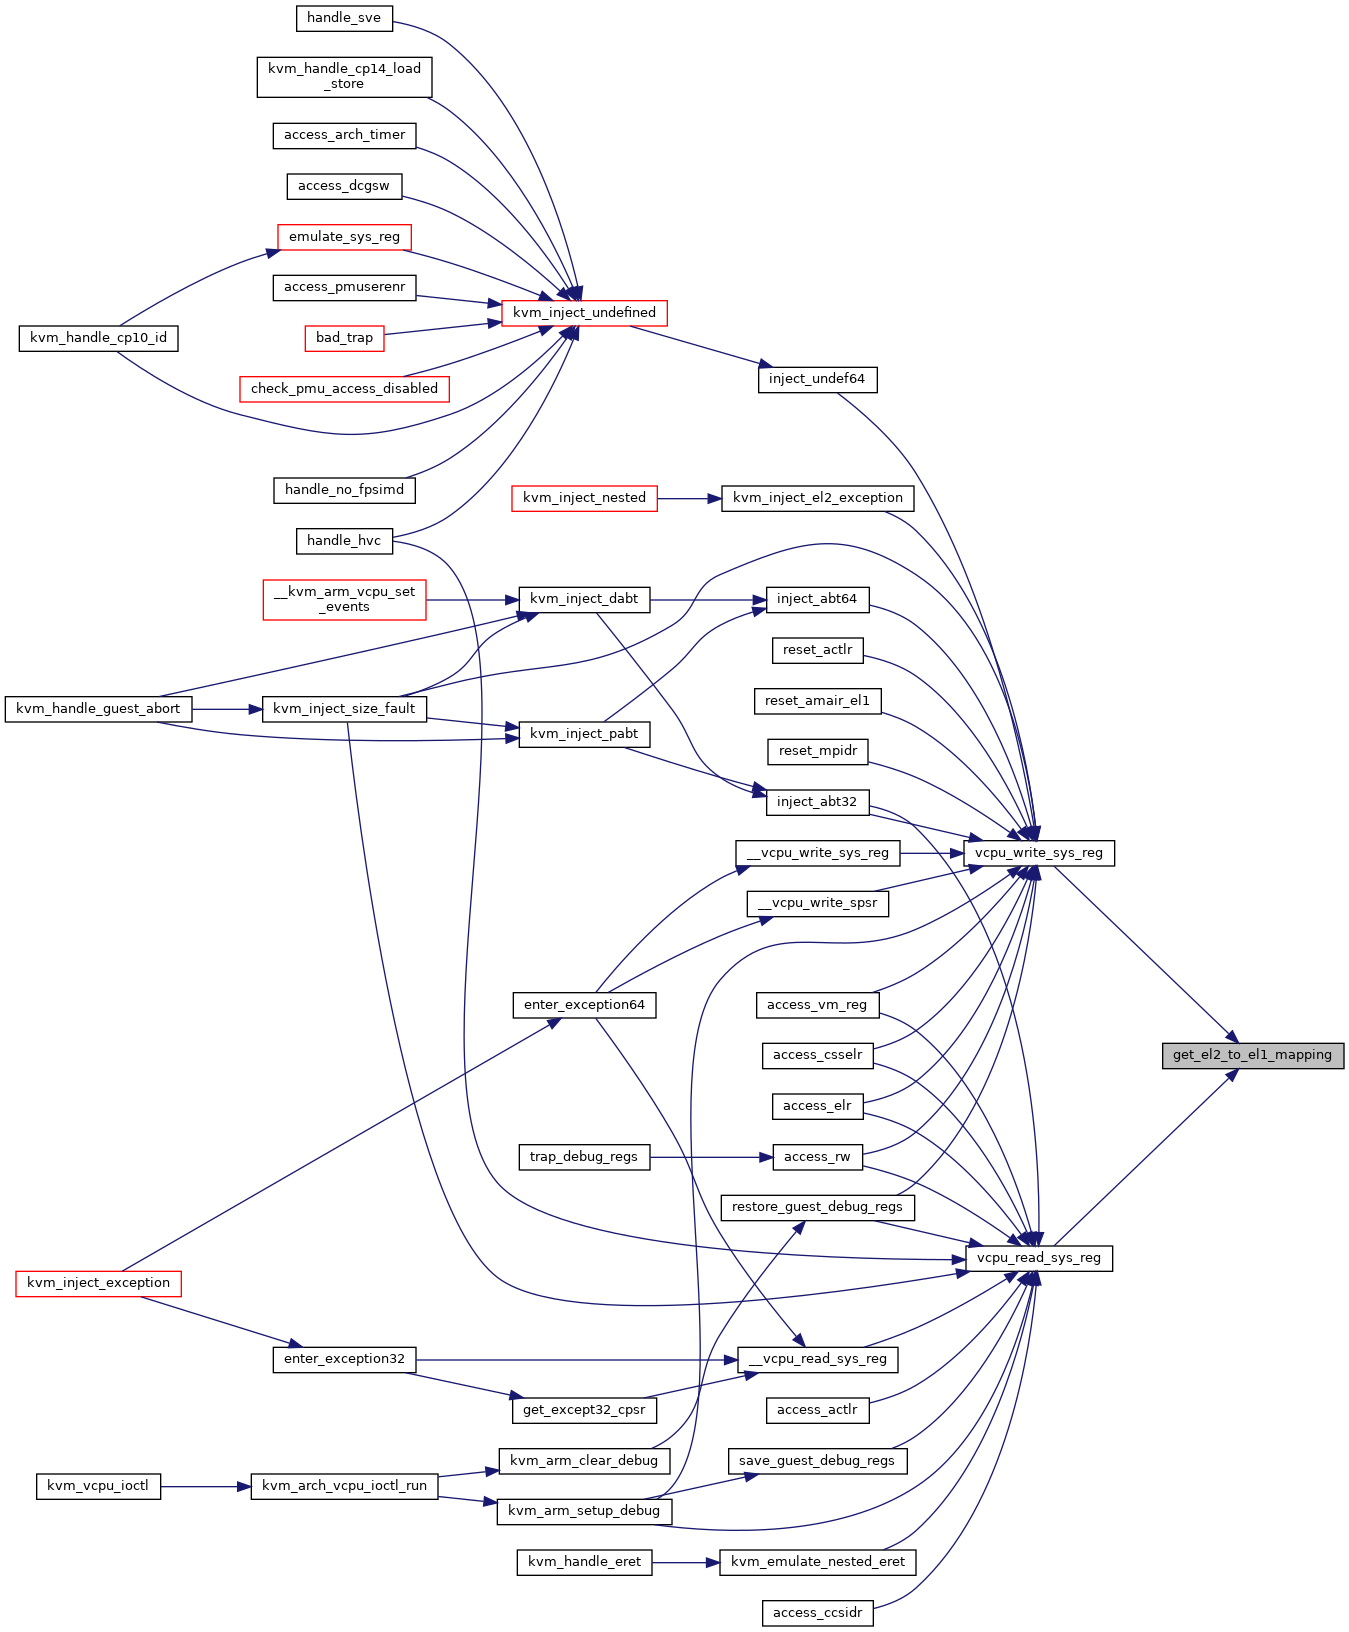 handle_sve
kvm_handle_cp14_load
_store
access_arch_timer
access_dcgsw
emulate_sys_reg
access_pmuserenr
kvm_inject_undefined
kvm_handle_cp10_id
bad_trap
inject_undef64
check_pmu_access_disabled
handle_no_fpsimd
kvm_inject_nested
kvm_inject_el2_exception
handle_hvc
__kvm_arm_vcpu_set
_events
kvm_inject_dabt
inject_abt64
reset_actlr
reset_amair_el1
kvm_handle_guest_abort
kvm_inject_size_fault
kvm_inject_pabt
reset_mpidr
inject_abt32
__vcpu_write_sys_reg
vcpu_write_sys_reg
__vcpu_write_spsr
enter_exception64
access_vm_reg
access_csselr
get_el2_to_el1_mapping
access_elr
trap_debug_regs
access_rw
restore_guest_debug_regs
vcpu_read_sys_reg
kvm_inject_exception
enter_exception32
__vcpu_read_sys_reg
get_except32_cpsr
access_actlr
kvm_arm_clear_debug
save_guest_debug_regs
kvm_vcpu_ioctl
kvm_arch_vcpu_ioctl_run
kvm_arm_setup_debug
kvm_handle_eret
kvm_emulate_nested_eret
access_ccsidr